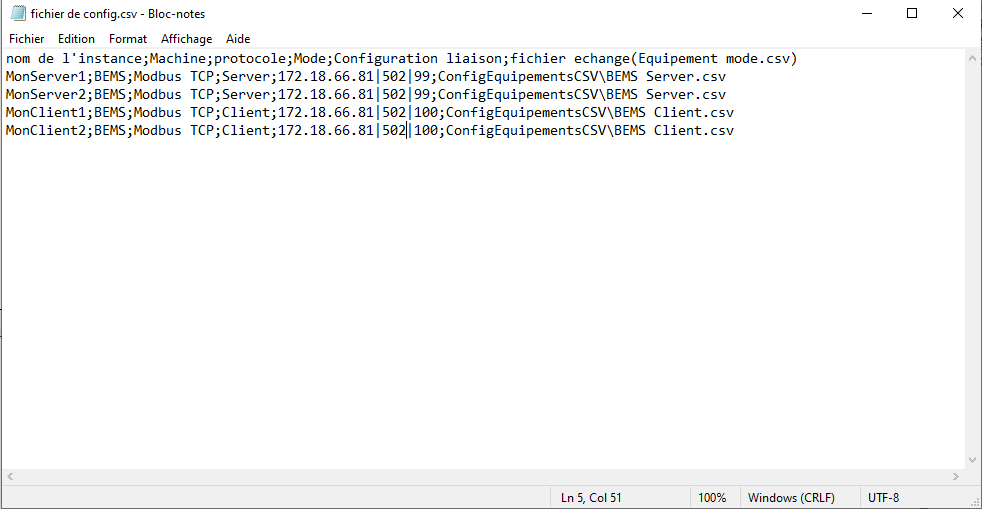 fichier de config.csv - Bloc-notes
Fichier Edition Format Affichage Aide
nom de l'instance;Machine;protocole;Mode;Configuration liaison;fichier echange(Equipement mode.csv)
MonServer1;BEMS;Modbus TCP;Server;172.18.66.81|502|99;ConfigEquipementsCSV\BEMS Server.csv
MonServer2;BEMS;Modbus TCP;Server;172.18.66.81|502|99;ConfigEquipementsCSV\BEMS Server.csv
MonClient1;BEMS;Modbus TCP;Client;172.18.66.81|502|100;ConfigEquipementsCSV\BEMS Client.csv
MonClient2;BEMS;Modbus TCP;Client;172.18.66.81|502|100;ConfigEquipementsCSV\BEMS Client.csv
Ln 5, Col 51 100% Windows (CRLF) UTF-8